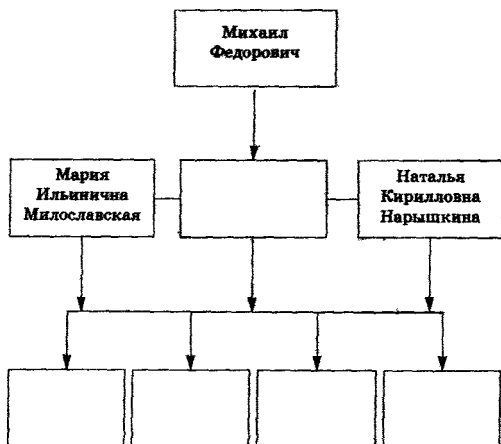 Михаил
Федорович
Мария
Ильинична
Милославская
Наталья
Кирилловна
Нарышкина